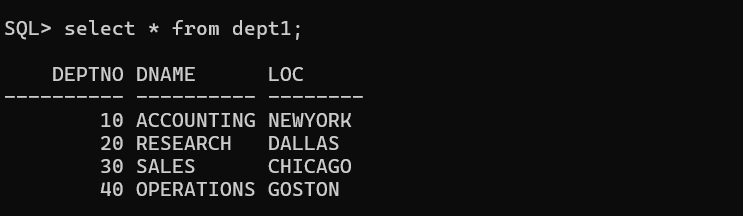 SQL> select * from dept1;
    DEPTNO DNAME      LOC
---------- ---------- --------
        10 ACCOUNTING NEWYORK
        20 RESEARCH   DALLAS
        30 SALES      CHICAGO
        40 OPERATIONS GOSTON